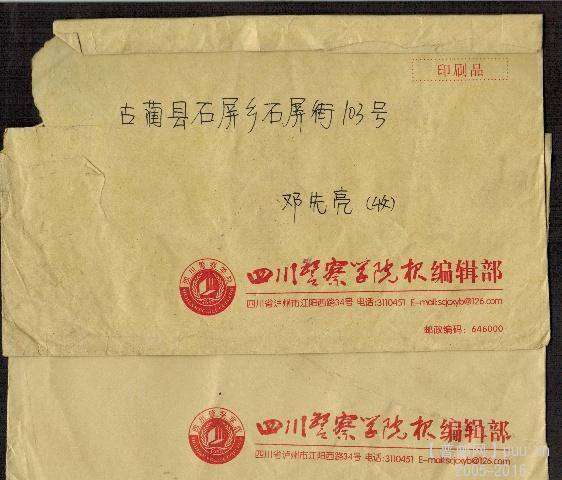 印刷品
古蔺县石屏乡石屏街103号
邓先亮(收)
四川警察学院报编辑部
四川省泸州市江阳西路34号 电话:3110451 E-mail:scjcxyb@126.com
邮政编码：646000
四川警察学院报编辑部
四川省泸州市江阳西路34号 电话:3110451 E-mail:scjcxyb@126.com
2005-2016